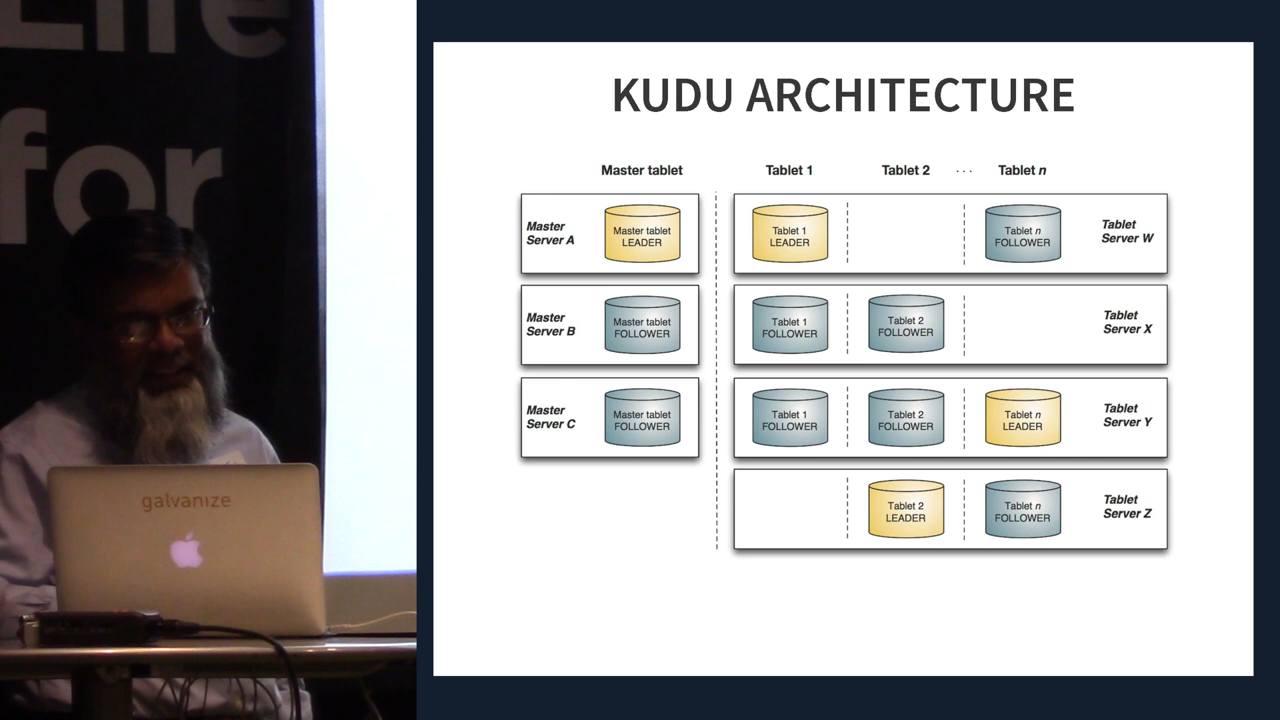 Life
for
galvanize
KUDU ARCHITECTURE
Master tablet
Tablet 1
Tablet 2
...
Tablet n
Master
Server A
Master tablet
LEADER
Tablet 1
LEADER
Tablet n
FOLLOWER
Tablet
Server W
Master
Server B
Master tablet
FOLLOWER
Tablet 1
FOLLOWER
Tablet 2
FOLLOWER
Tablet
Server X
Master
Server C
Master tablet
FOLLOWER
Tablet 1
FOLLOWER
Tablet 2
FOLLOWER
Tablet n
LEADER
Tablet
Server Y
Tablet 2
LEADER
Tablet n
FOLLOWER
Tablet
Server Z